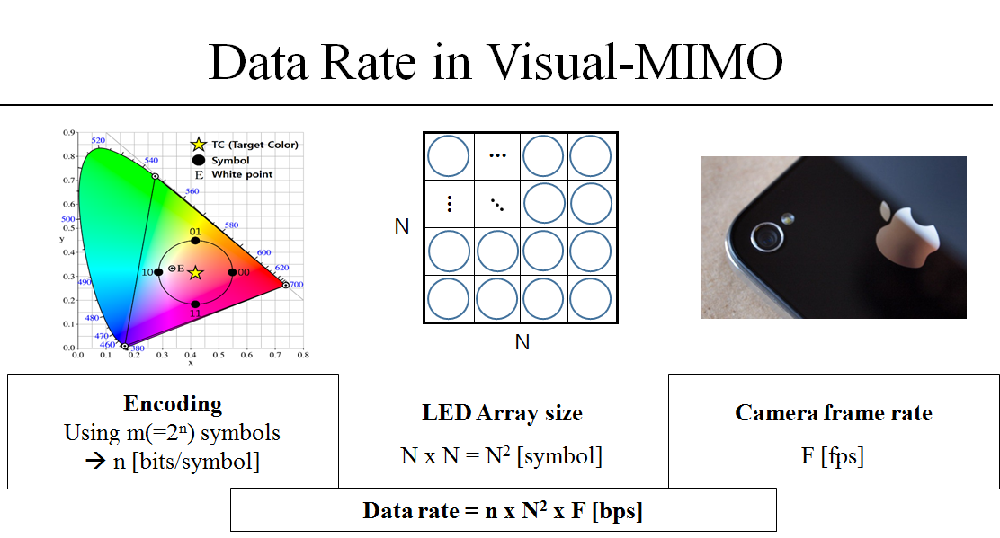 Data Rate in Visual-MIMO
0.9
0.8
0.7
0.6
0.5
0.4
0.3
0.2
0.1
0.0
y
0.0 0.1 0.2 0.3 0.4 0.5 0.6 0.7 0.8
x
520
540
560
580
600
620
700
500
490
480
470
460
380
TC (Target Color)
Symbol
E White point
01
10
E
00
11
...
N
N
Encoding
Using m(=2ⁿ) symbols
→ n [bits/symbol]
LED Array size
N x N = N² [symbol]
Camera frame rate
F [fps]
Data rate = n x N² x F [bps]